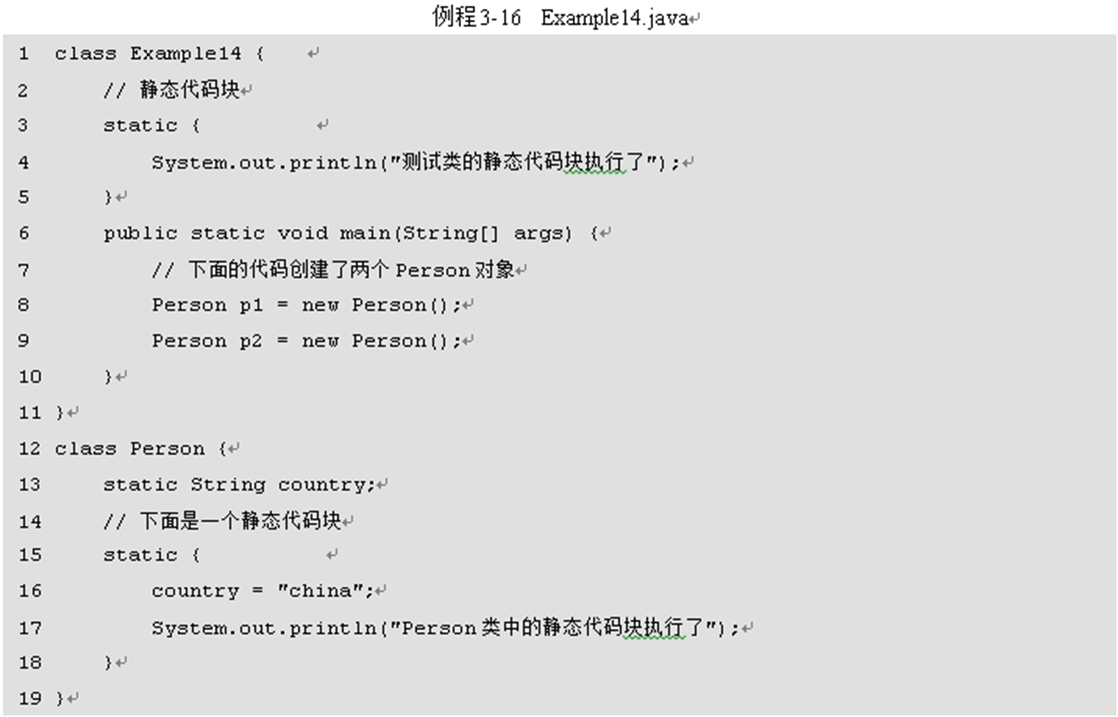 例程3-16 Example14.java↵
1 class Example14 { ↵
2 // 静态代码块↵
3 static { ↵
4 System.out.println("测试类的静态代码块执行了");↵
5 }↵
6 public static void main(String[] args) {↵
7 // 下面的代码创建了两个 Person 对象↵
8 Person p1 = new Person();↵
9 Person p2 = new Person();↵
10 }↵
11 }↵
12 class Person {↵
13 static String country;↵
14 // 下面是一个静态代码块↵
15 static { ↵
16 country = "china";↵
17 System.out.println("Person 类中的静态代码块执行了");↵
18 }↵
19 }↵